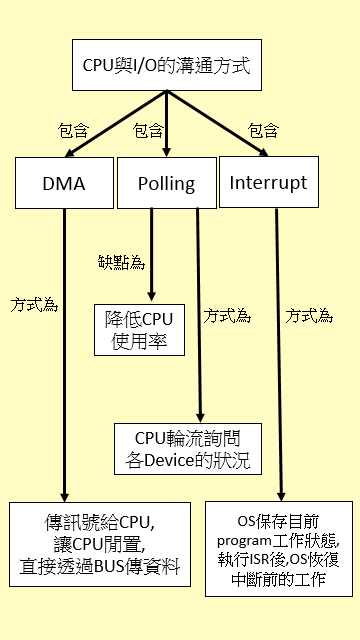 CPU與I/O的溝通方式
包含
包含
包含
DMA
Polling
Interrupt
缺點為
方式為
方式為
方式為
降低CPU
使用率
CPU輪流詢問
各Device的狀況
傳訊號給CPU,
讓CPU閒置,
直接透過BUS傳資料
OS保存目前
program工作狀態,
執行ISR後,OS恢復
中斷前的工作